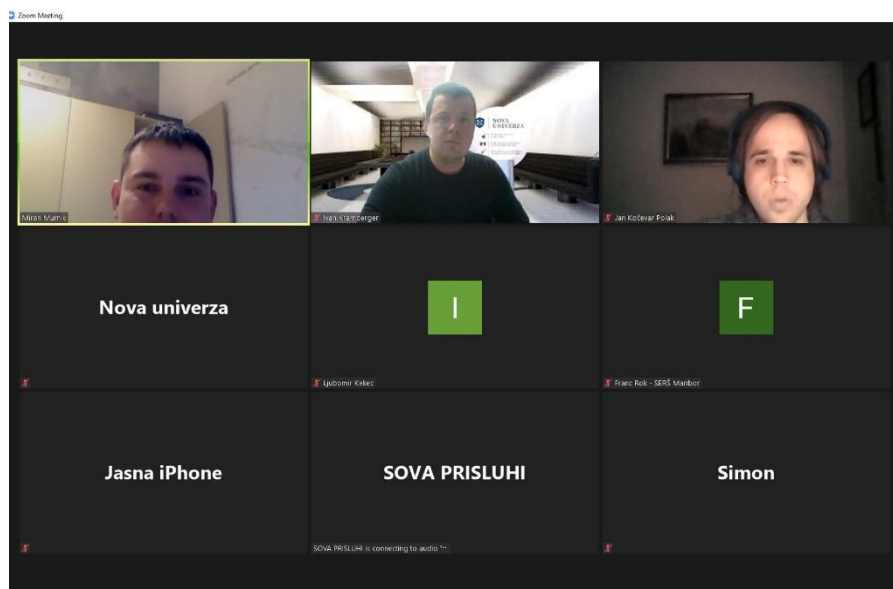 Zoom Meeting
NOVA
UNIVERZA
Miran Mumik
Ivan Kramberger
Jan Kočevar Polak
Nova univerza
I
F
Ljubomir Kekec
Franc Rok - SERŠ Maribor
Jasna iPhone
SOVA PRISLUHI
Simon
SOVA PRISLUHI is connecting to audio